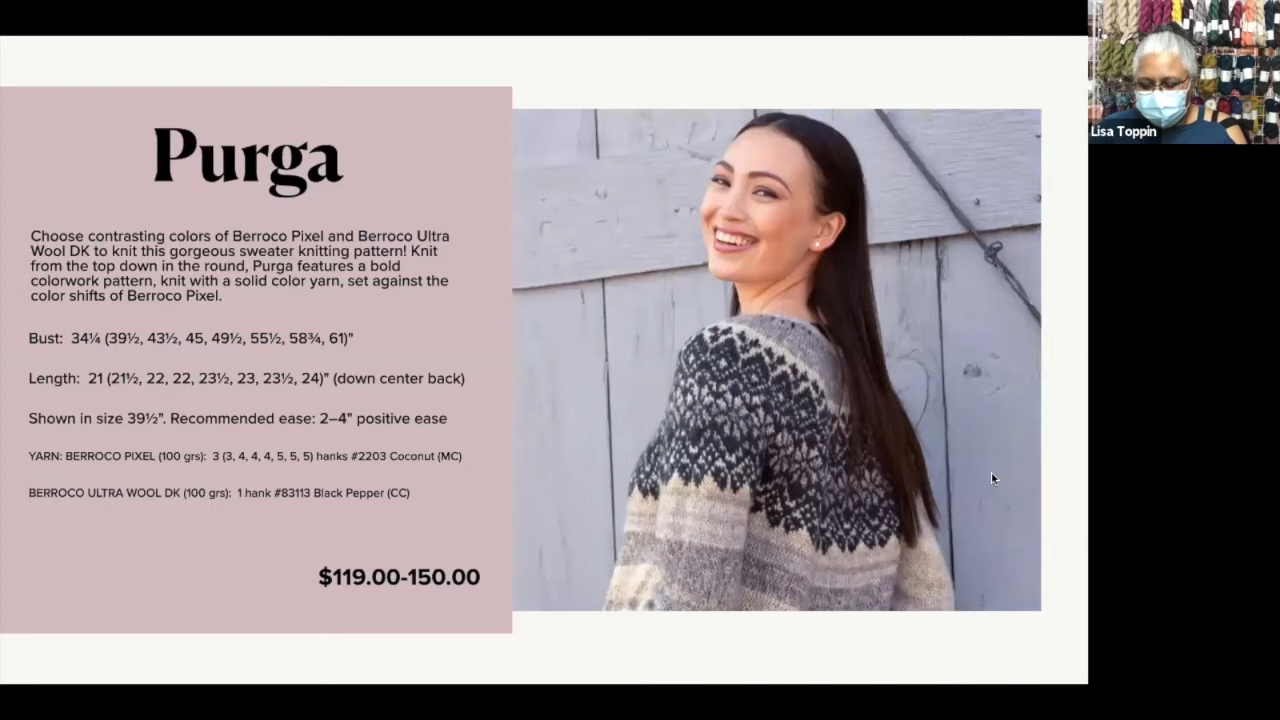 Purga
Choose contrasting colors of Berroco Pixel and Berroco Ultra
Wool DK to knit this gorgeous sweater knitting pattern! Knit
from the top down in the round, Purga features a bold
colorwork pattern, knit with a solid color yarn, set against the
color shifts of Berroco Pixel.
Bust: 34¼ (39½, 43½, 45, 49½, 55½, 58¾, 61)"
Length: 21 (21½, 22, 22, 23½, 23, 23½, 24)" (down center back)
Shown in size 39½". Recommended ease: 2–4" positive ease
YARN: BERROCO PIXEL (100 grs): 3 (3, 4, 4, 4, 5, 5, 5) hanks #2203 Coconut (MC)
BERROCO ULTRA WOOL DK (100 grs): 1 hank #83113 Black Pepper (CC)
$119.00-150.00
Lisa Toppin